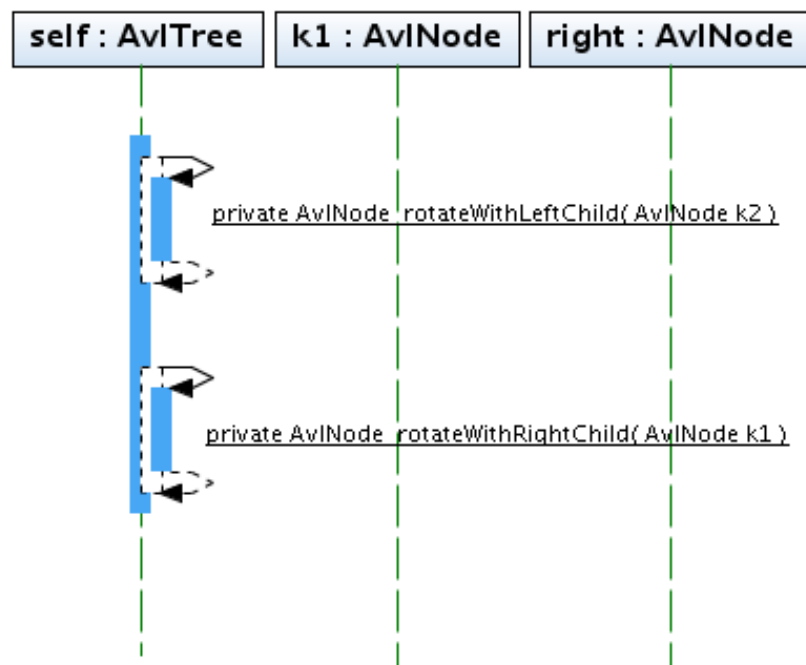 self : AvlTree
k1 : AvlNode
right : AvlNode
private AvlNode rotateWithLeftChild( AvlNode k2 )
private AvlNode rotateWithRightChild( AvlNode k1 )